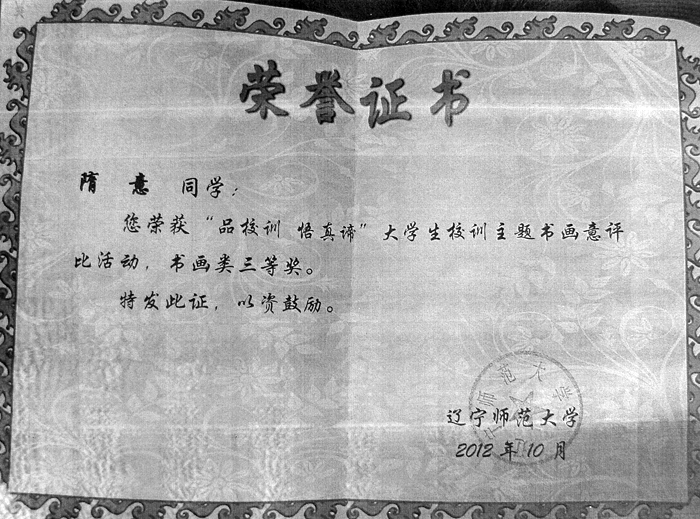 荣誉证书
隋 意 同学:
您荣获“品校训 悟真谛”大学生校训主题书画意评
比活动,书画类三等奖。
特发此证,以资鼓励。
辽宁师范大学
2012年10月